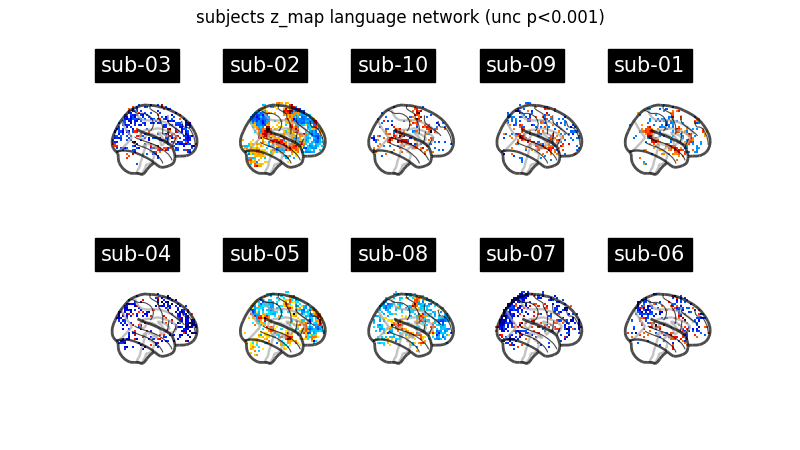 subjects z_map language network (unc p<0.001)
sub-03 sub-02 sub-10 sub-09 sub-01
sub-04 sub-05 sub-08 sub-07 sub-06